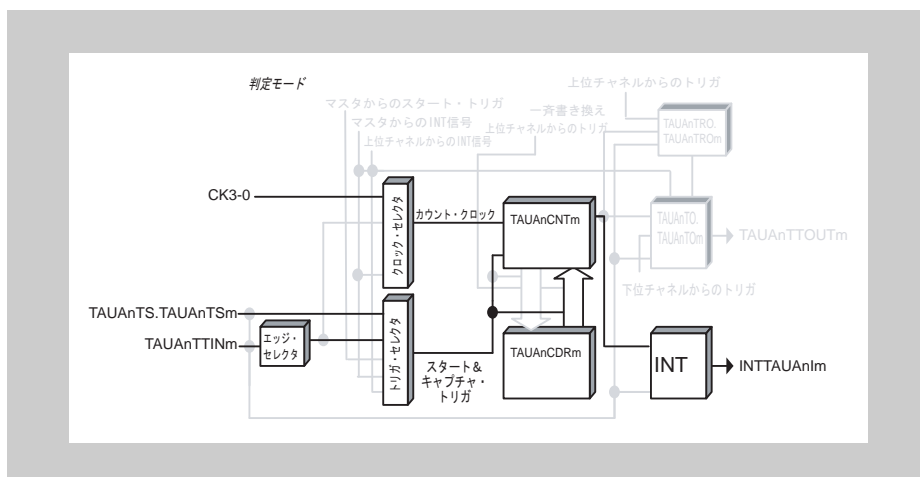 判定モード
上位チャネルからのトリガ
マスタからのスタート・トリガ
一斉書き換え
マスタからのINT信号
上位チャネルからのトリガ
上位チャネルからのINT信号
TAUAnTRO.
TAUAnTROm
CK3-0
クロック・セレクタ
カウント・クロック
TAUAnCNTm
TAUAnTO.
TAUAnTOm
TAUAnTTOUTm
下位チャネルからのトリガ
TAUAnTS.TAUAnTSm
TAUAnTTINm
エッジ・
セレクタ
トリガ・セレクタ
スタート&
キャプチャ・
トリガ
TAUAnCDRm
INT
INTTAUAnIm